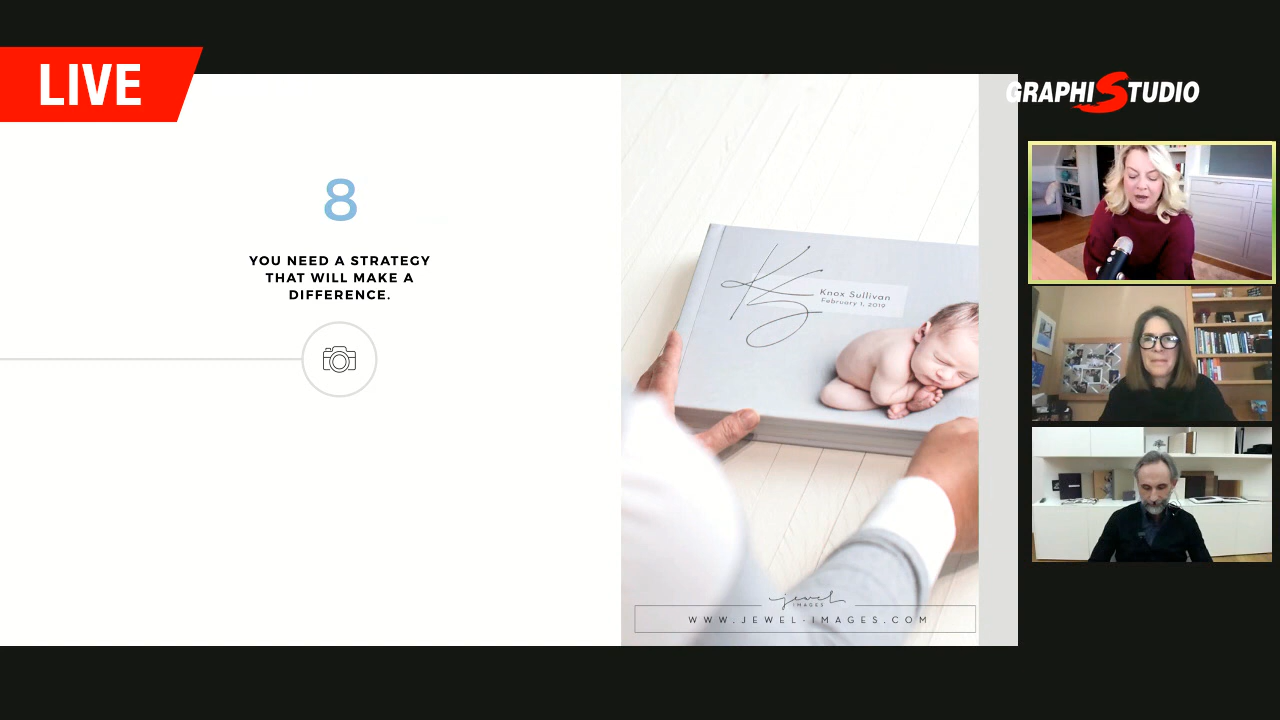 LIVE
GRAPHISTUDIO
8
YOU NEED A STRATEGY
THAT WILL MAKE A
DIFFERENCE.
KS
Knox Sullivan
February 1, 2019
jewel
IMAGES
WWW.JEWEL-IMAGES.COM